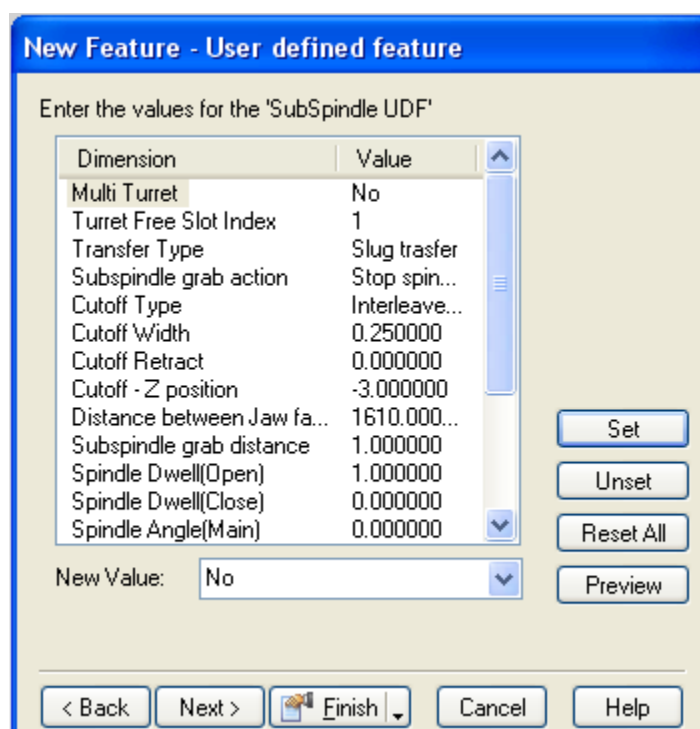 New Feature - User defined feature
Enter the values for the 'SubSpindle UDF'
Dimension Value
Multi Turret No
Turret Free Slot Index 1
Transfer Type Slug trasfer
Subspindle grab action Stop spin...
Cutoff Type Interleave...
Cutoff Width 0.250000
Cutoff Retract 0.000000
Cutoff - Z position -3.000000
Distance between Jaw fa... 1610.000...
Subspindle grab distance 1.000000
Spindle Dwell(Open) 1.000000
Spindle Dwell(Close) 0.000000
Spindle Angle(Main) 0.000000
Set
Unset
Reset All
Preview
New Value: No
< Back Next > Finish Cancel Help